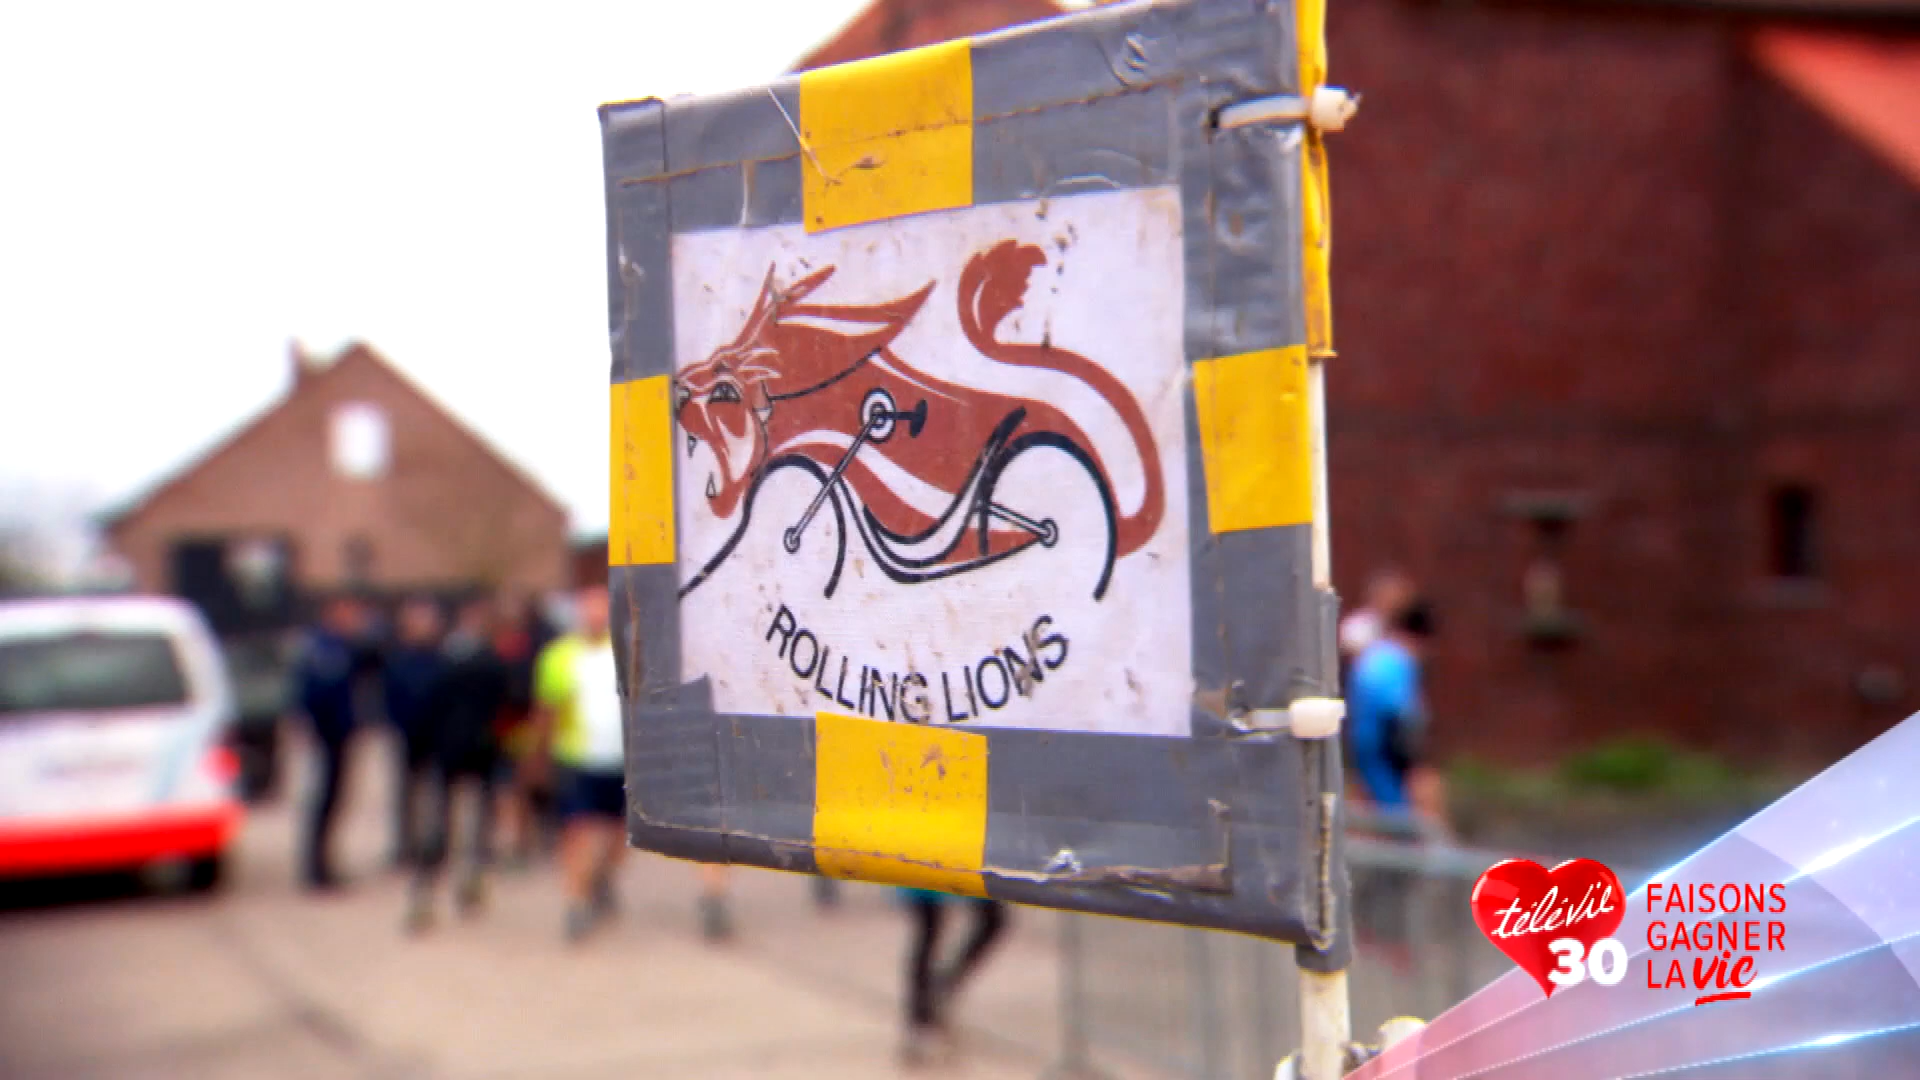 ROLLING LIONS
télévie
30
FAISONS
GAGNER
LA vie